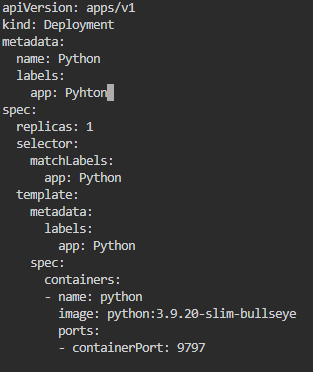 apiVersion: apps/v1
kind: Deployment
metadata:
  name: Python
  labels:
    app: Pyhton
spec:
  replicas: 1
  selector:
    matchLabels:
      app: Python
  template:
    metadata:
      labels:
        app: Python
    spec:
      containers:
      - name: python
        image: python:3.9.20-slim-bullseye
        ports:
        - containerPort: 9797